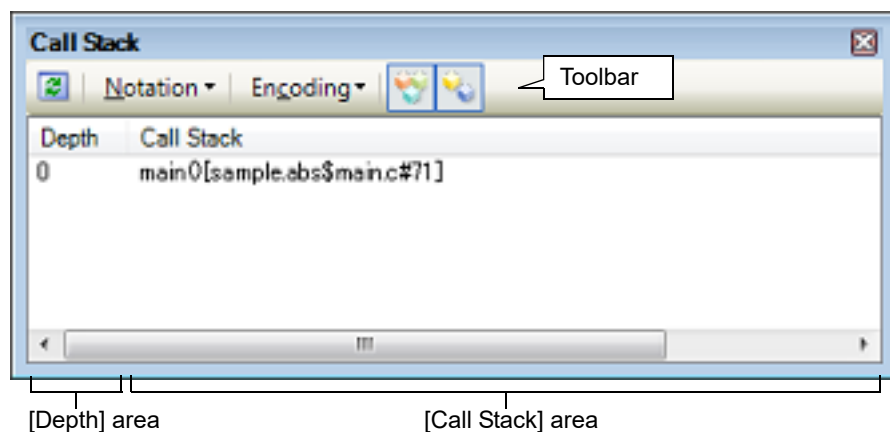 Call Stack
Notation Encoding Toolbar
Depth Call Stack
0 main()[sample.abs$main.c#71]
[Depth] area [Call Stack] area